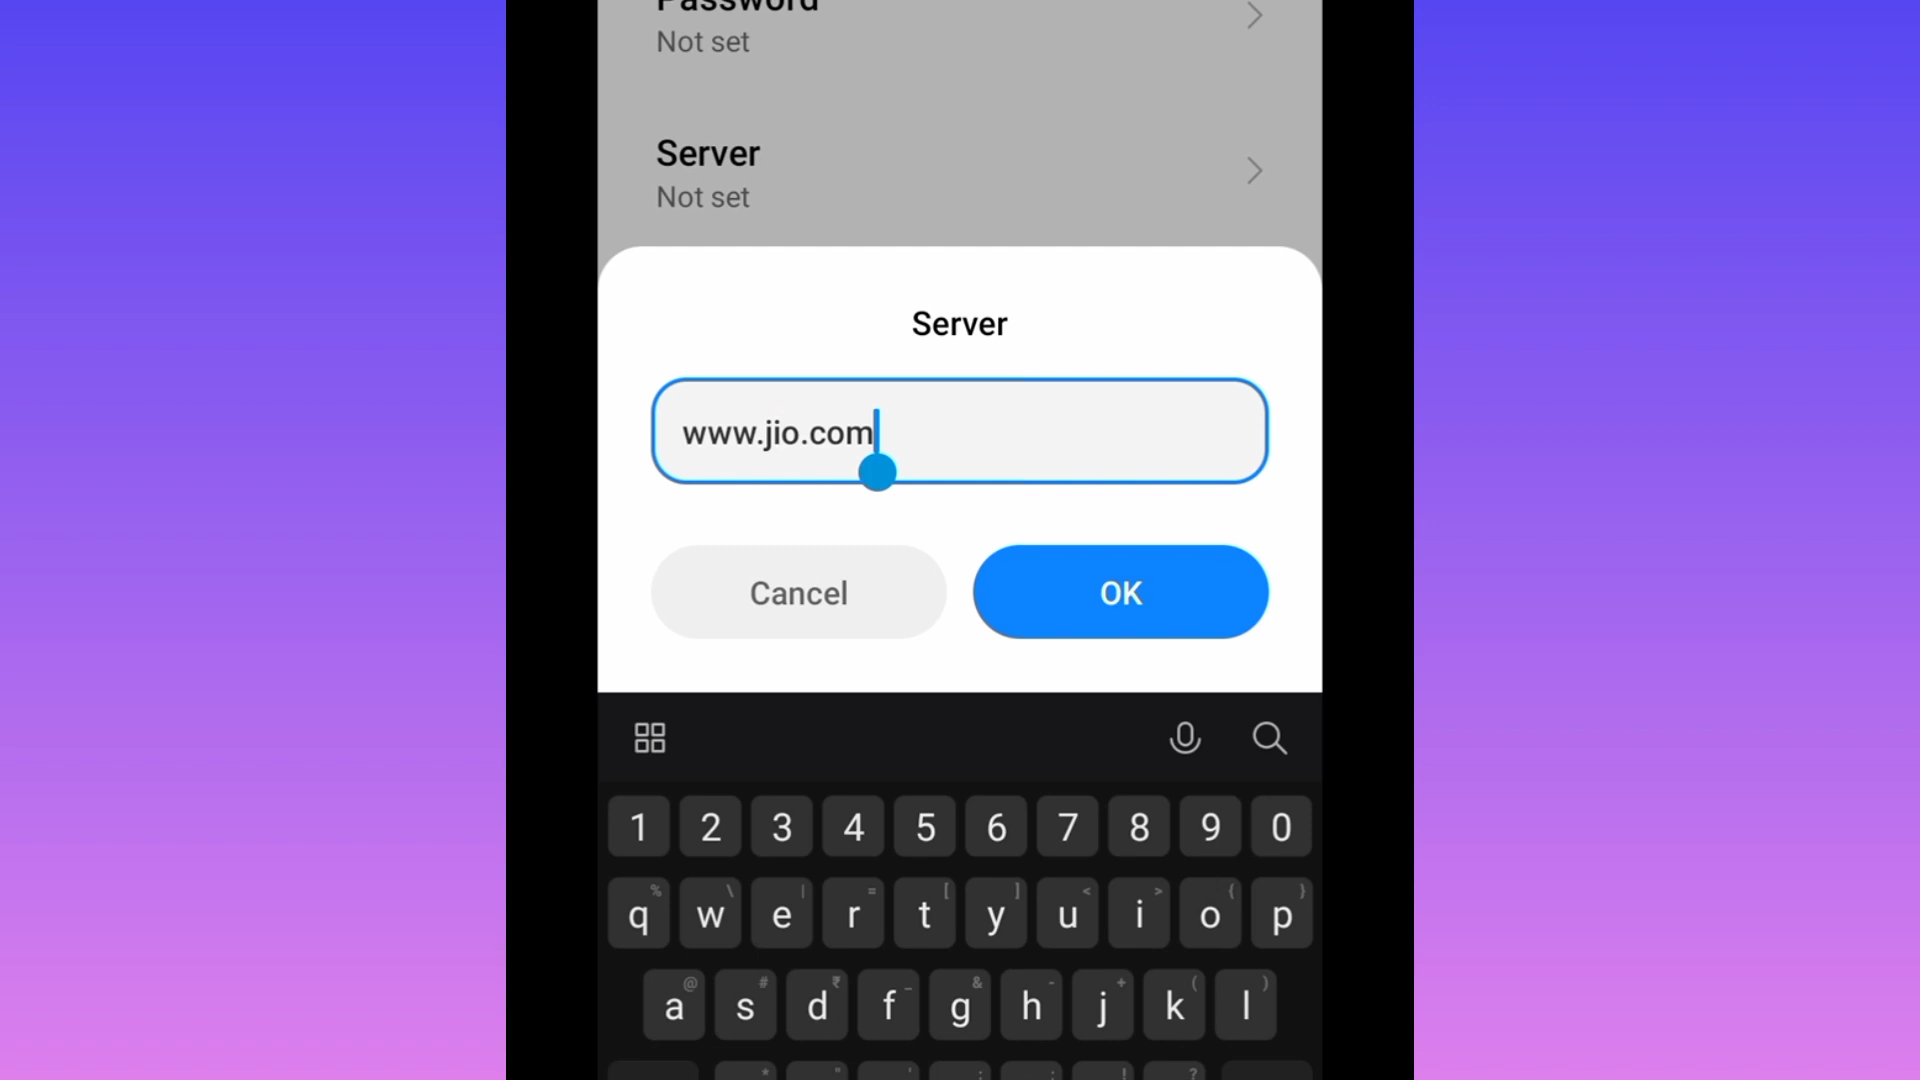 Password
Not set
Server
Not set
Server
www.jio.com
Cancel
OK
1 2 3 4 5 6 7 8 9 0
% \ | = [ ] < > { }
q w e r t y u i o p
@ # ₹ _ & - + ( )
a s d f g h j k l
* " ' : ; ! ?